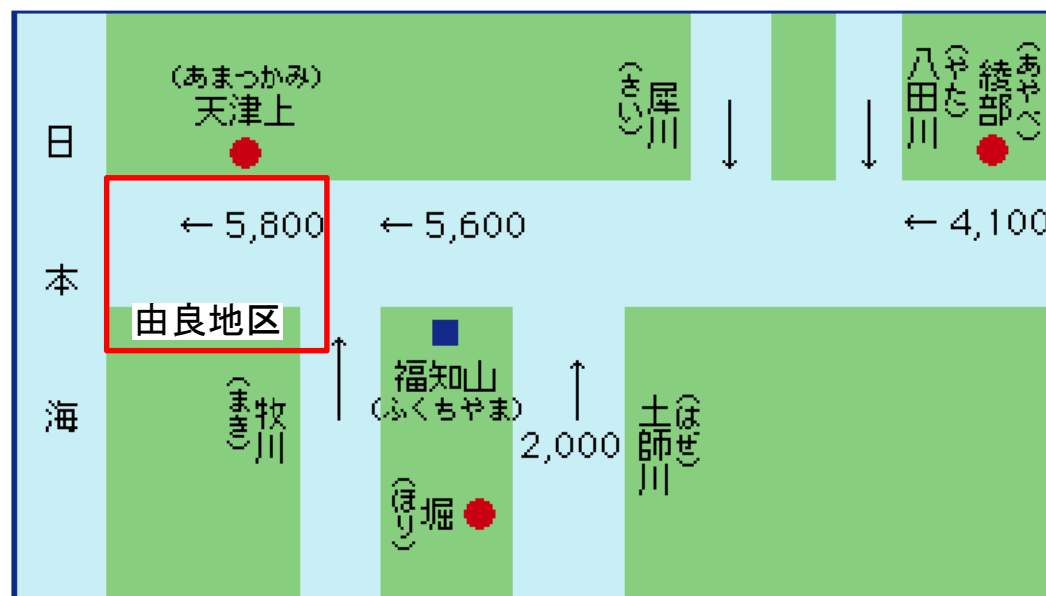 日本海
(あまつかみ)
天津上
← 5,800
由良地区
(まき)
牧川
← 5,600
福知山
(ふくちやま)
(ほり)
堀
2,000
(さい)
犀川
土師川
(はぜ)
八田川
(やた)
綾部
(あやべ)
← 4,100